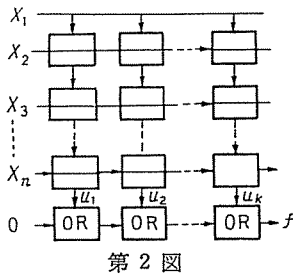 X₁
X₂
X₃
Xₙ
u₁ u₂ uₖ
0 OR OR OR f
第2図